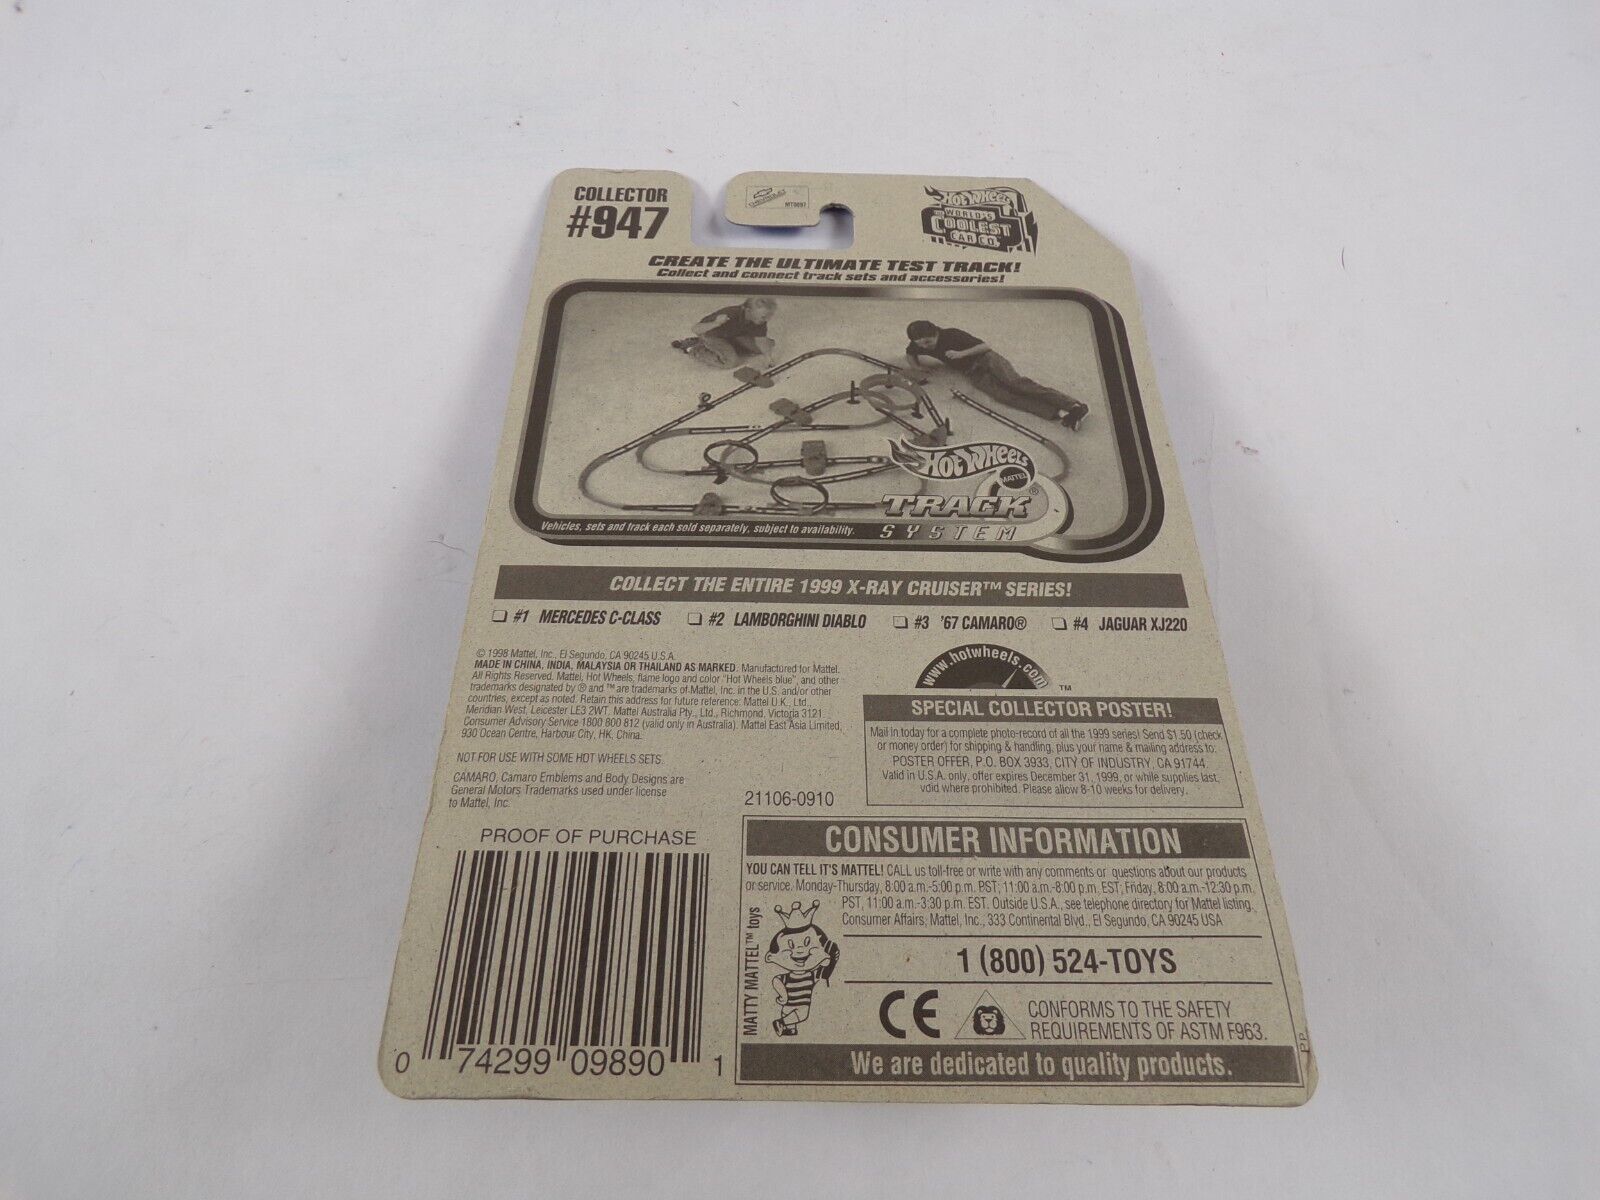 COLLECTOR
#947
CHEVROLET
MT0097
HOT WHEELS
WORLD'S
COOLEST
CAR CO.
CREATE THE ULTIMATE TEST TRACK!
Collect and connect track sets and accessories!
HOT WHEELS
MATTEL
TRACK®
SYSTEM
Vehicles, sets and track each sold separately, subject to availability.
COLLECT THE ENTIRE 1999 X-RAY CRUISER™ SERIES!
#1 MERCEDES C-CLASS #2 LAMBORGHINI DIABLO #3 '67 CAMARO® #4 JAGUAR XJ220
© 1998 Mattel, Inc., El Segundo, CA 90245 U.S.A.
MADE IN CHINA, INDIA, MALAYSIA OR THAILAND AS MARKED. Manufactured for Mattel.
All Rights Reserved. Mattel, Hot Wheels, flame logo and color "Hot Wheels blue", and other
trademarks designated by ® and ™ are trademarks of Mattel, Inc. in the U.S. and/or other
countries, except as noted. Retain this address for future reference: Mattel U.K., Ltd.,
Meridian West, Leicester LE3 2WT. Mattel Australia Pty., Ltd., Richmond, Victoria 3121.
Consumer Advisory Service 1800 800 812 (valid only in Australia). Mattel East Asia Limited,
930 Ocean Centre, Harbour City, HK, China.
NOT FOR USE WITH SOME HOT WHEELS SETS.
CAMARO, Camaro Emblems and Body Designs are
General Motors Trademarks used under license
to Mattel, Inc.
21106-0910
www.hotwheels.com
™
SPECIAL COLLECTOR POSTER!
Mail in today for a complete photo-record of all the 1999 series! Send $1.50 (check
or money order) for shipping & handling, plus your name & mailing address to:
POSTER OFFER, P.O. BOX 3933, CITY OF INDUSTRY, CA 91744.
Valid in U.S.A. only, offer expires December 31, 1999, or while supplies last,
void where prohibited. Please allow 8-10 weeks for delivery.
PROOF OF PURCHASE
0 74299 09890 1
CONSUMER INFORMATION
YOU CAN TELL IT'S MATTEL! CALL us toll-free or write with any comments or questions about our products
or service. Monday-Thursday, 8:00 a.m.-5:00 p.m. PST; 11:00 a.m.-8:00 p.m. EST; Friday, 8:00 a.m.-12:30 p.m.
PST, 11:00 a.m.-3:30 p.m. EST. Outside U.S.A., see telephone directory for Mattel listing.
Consumer Affairs, Mattel, Inc., 333 Continental Blvd., El Segundo, CA 90245 USA
MATTY MATTEL™ toys
1 (800) 524-TOYS
CE
CONFORMS TO THE SAFETY
REQUIREMENTS OF ASTM F963.
We are dedicated to quality products.
PP